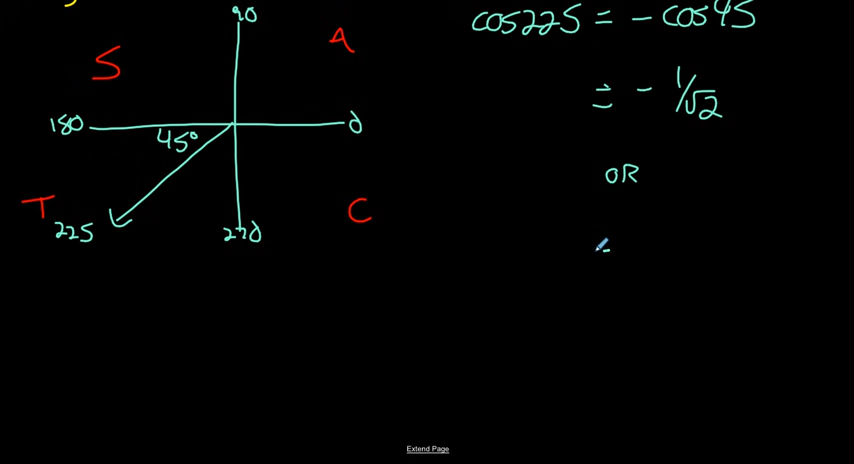 90
S
A
cos225 = - cos45
= - 1/√2
180
0
45°
OR
T
225
270
C
=
Extend Page